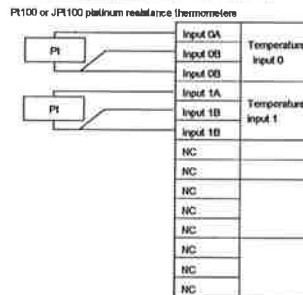 Pt100 or JPt100 platinum resistance thermometers
Pt
Input 0A
Input 0B
Input 0B
Temperature
input 0
Pt
Input 1A
Input 1B
Input 1B
Temperature
input 1
NC
NC
NC
NC
NC
NC
NC
NC